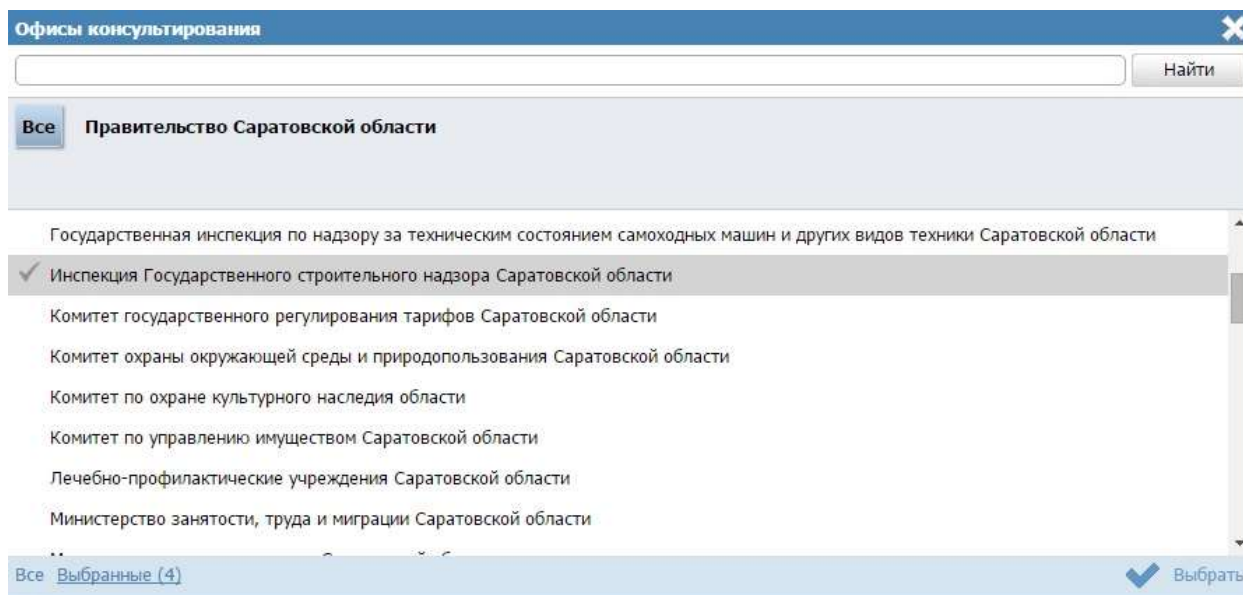 Офисы консультирования
Найти
Все Правительство Саратовской области
Государственная инспекция по надзору за техническим состоянием самоходных машин и других видов техники Саратовской области
Инспекция Государственного строительного надзора Саратовской области
Комитет государственного регулирования тарифов Саратовской области
Комитет охраны окружающей среды и природопользования Саратовской области
Комитет по охране культурного наследия области
Комитет по управлению имуществом Саратовской области
Лечебно-профилактические учреждения Саратовской области
Министерство занятости, труда и миграции Саратовской области
Все Выбранные (4) Выбрать